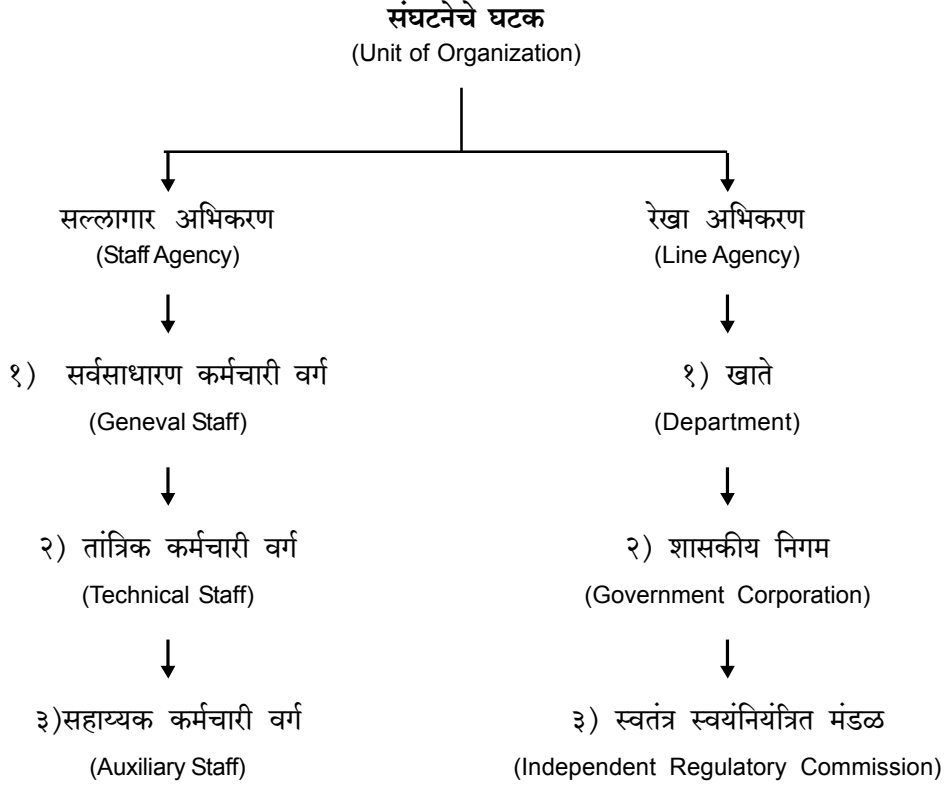 संघटनेचे घटक
(Unit of Organization)
सल्लागार अभिकरण
(Staff Agency)
रेखा अभिकरण
(Line Agency)
१) सर्वसाधारण कर्मचारी वर्ग
(Geneval Staff)
१) खाते
(Department)
२) तांत्रिक कर्मचारी वर्ग
(Technical Staff)
२) शासकीय निगम
(Government Corporation)
३)सहाय्यक कर्मचारी वर्ग
(Auxiliary Staff)
३) स्वतंत्र स्वयंनियंत्रित मंडळ
(Independent Regulatory Commission)